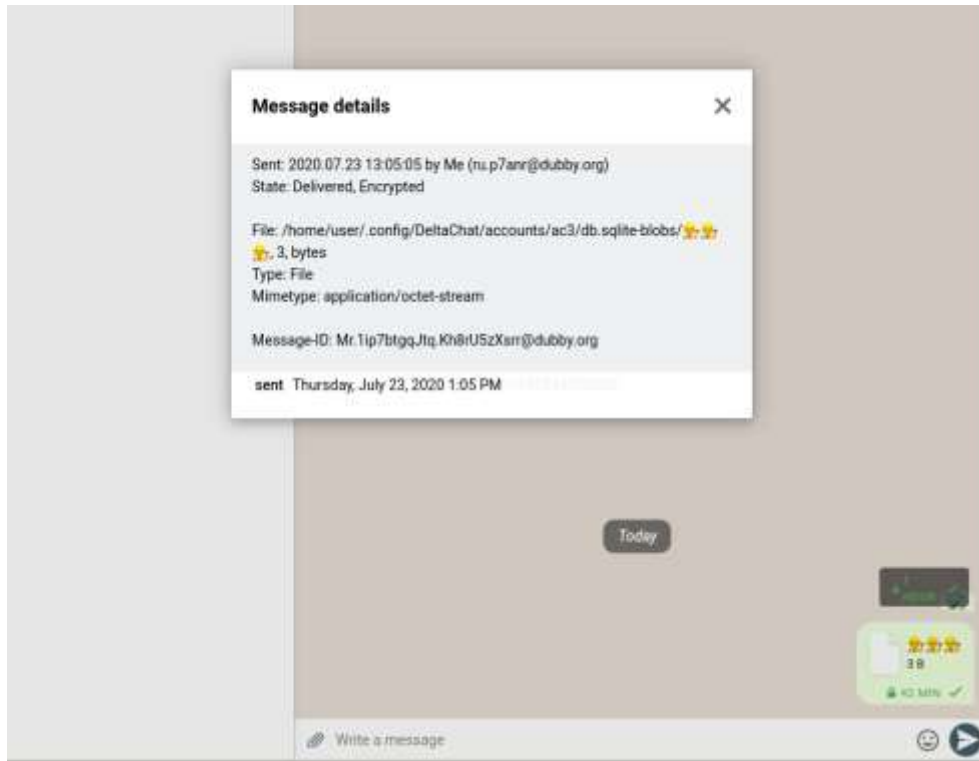 Message details
Sent: 2020.07.23 13:05:05 by Me (ru.p7anr@dubby.org)
State: Delivered, Encrypted
File: /home/user/.config/DeltaChat/accounts/ac3/db.sqlite-blobs/👷👷
👷, 3, bytes
Type: File
Mimetype: application/octet-stream
Message-ID: Mr.1ip7btgqJtq.Kh8rU5zXsrr@dubby.org
sent Thursday, July 23, 2020 1:05 PM
Today
3 B
MIN
Write a message